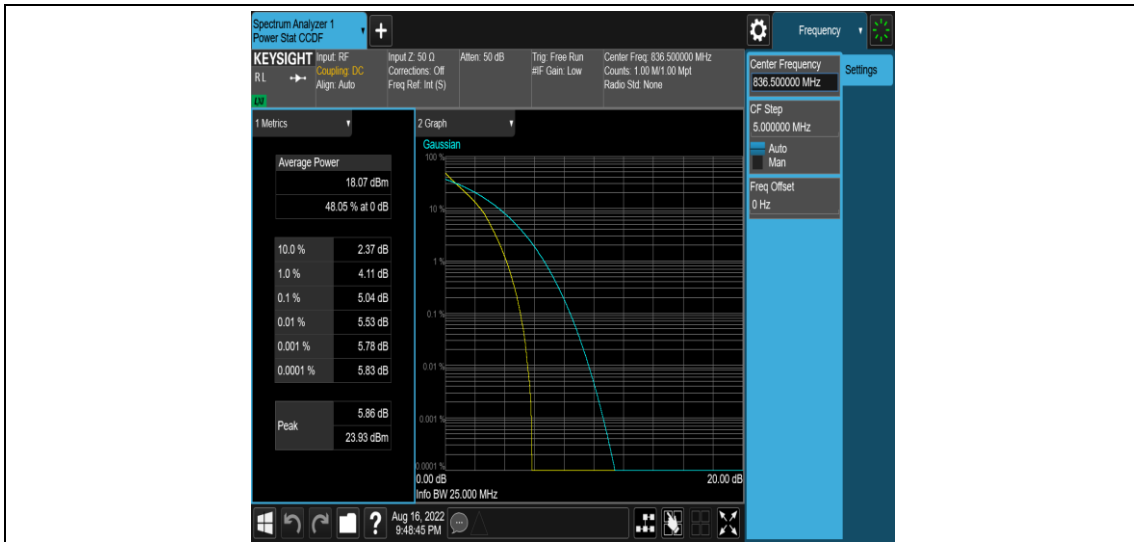 Spectrum Analyzer 1
Power Stat CCDF
Frequency
KEYSIGHT
RL
Input: RF
Coupling: DC
Align: Auto
Input Z: 50 Ω
Corrections: Off
Freq Ref: Int (S)
Atten: 50 dB
Trig: Free Run
#IF Gain: Low
Center Freq: 836.500000 MHz
Counts: 1.00 M/1.00 Mpt
Radio Std: None
1 Metrics
Average Power
18.07 dBm
48.05 % at 0 dB
10.0 % 2.37 dB
1.0 % 4.11 dB
0.1 % 5.04 dB
0.01 % 5.53 dB
0.001 % 5.78 dB
0.0001 % 5.83 dB
Peak
5.86 dB
23.93 dBm
2 Graph
Gaussian
100 %
10 %
1 %
0.1 %
0.01 %
0.001 %
0.0001 %
0.00 dB
20.00 dB
Info BW 25.000 MHz
Center Frequency
836.500000 MHz
Settings
CF Step
5.000000 MHz
Auto
Man
Freq Offset
0 Hz
?
Aug 16, 2022
9:48:45 PM